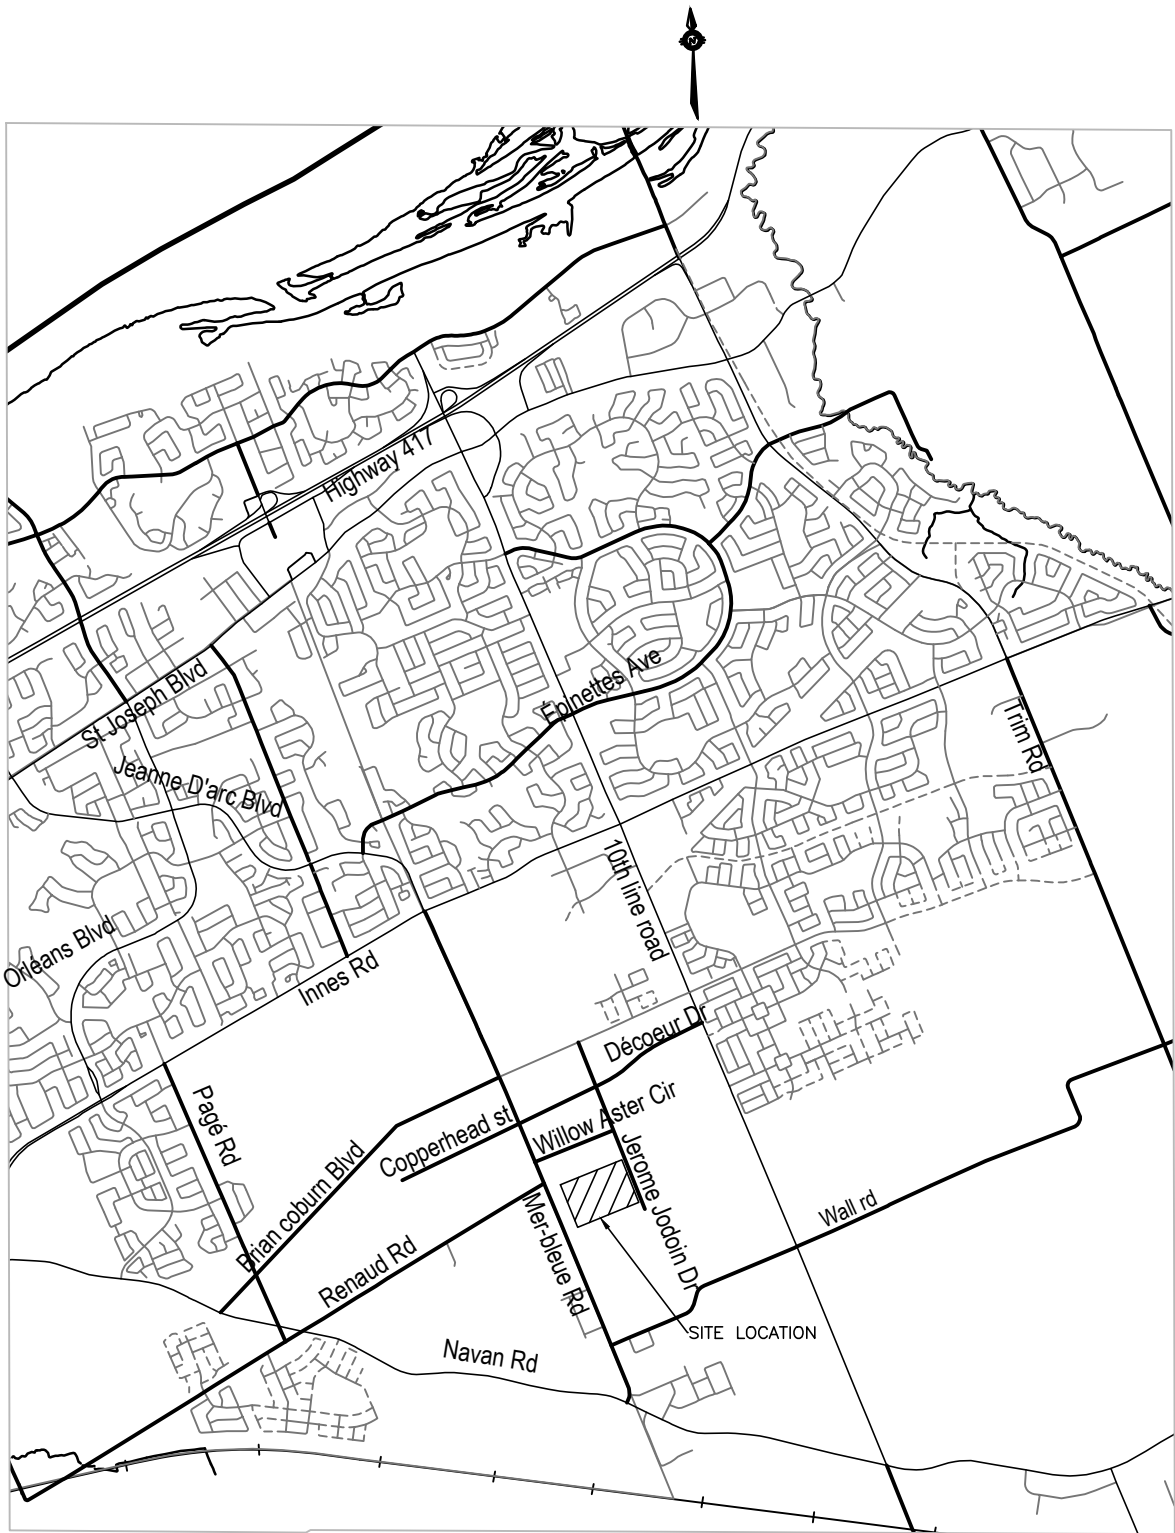 N
Highway 417
St Joseph Blvd
Jeanne D'arc Blvd
Épinettes Ave
Trim Rd
10th line road
Orléans Blvd
Innes Rd
Décoeur Dr
Pagé Rd
Copperhead st
Willow Aster Cir
Brian coburn Blvd
Jerome Jodoin Dr
Mer-bleue Rd
Wall rd
Renaud Rd
SITE LOCATION
Navan Rd